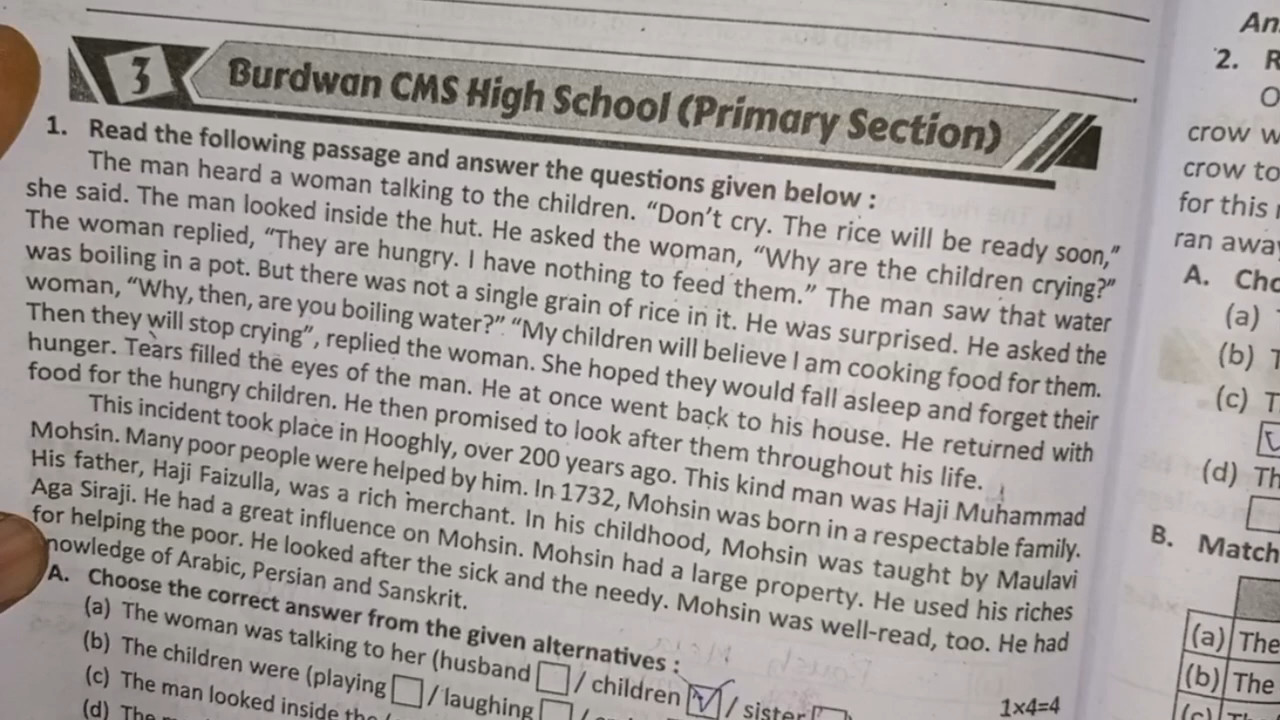 3 Burdwan CMS High School (Primary Section)
1. Read the following passage and answer the questions given below :
The man heard a woman talking to the children. “Don’t cry. The rice will be ready soon,”
she said. The man looked inside the hut. He asked the woman, “Why are the children crying?”
The woman replied, “They are hungry. I have nothing to feed them.” The man saw that water
was boiling in a pot. But there was not a single grain of rice in it. He was surprised. He asked the
woman, “Why, then, are you boiling water?” “My children will believe I am cooking food for them.
Then they will stop crying”, replied the woman. She hoped they would fall asleep and forget their
hunger. Tears filled the eyes of the man. He at once went back to his house. He returned with
food for the hungry children. He then promised to look after them throughout his life.
This incident took place in Hooghly, over 200 years ago. This kind man was Haji Muhammad
Mohsin. Many poor people were helped by him. In 1732, Mohsin was born in a respectable family.
His father, Haji Faizulla, was a rich merchant. In his childhood, Mohsin was taught by Maulavi
Aga Siraji. He had a great influence on Mohsin. Mohsin had a large property. He used his riches
for helping the poor. He looked after the sick and the needy. Mohsin was well-read, too. He had
nowledge of Arabic, Persian and Sanskrit.
A. Choose the correct answer from the given alternatives :
1x4=4
(a) The woman was talking to her (husband / children / sister
(b) The children were (playing / laughing
(c) The man looked inside the
(d) The
An
2. R
O
crow w
crow to
for this
ran away
A. Cho
(a)
(b) T
(c) T
(d) Th
B. Match
(a) The
(b) The
(c) T